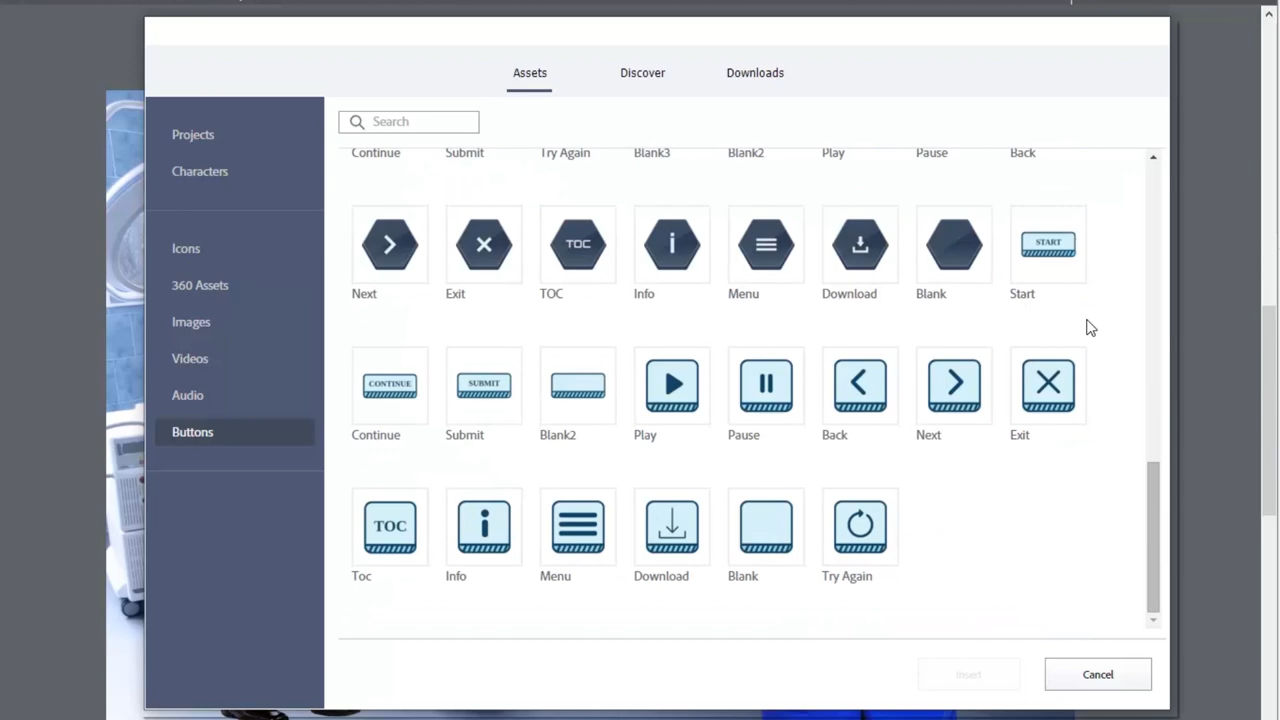 Assets Discover Downloads
Search
Projects
Characters
Icons
360 Assets
Images
Videos
Audio
Buttons
Continue Submit Try Again Blank3 Blank2 Play Pause Back
TOC START
Next Exit TOC Info Menu Download Blank Start
CONTINUE SUBMIT
Continue Submit Blank2 Play Pause Back Next Exit
TOC
Toc Info Menu Download Blank Try Again
Insert Cancel